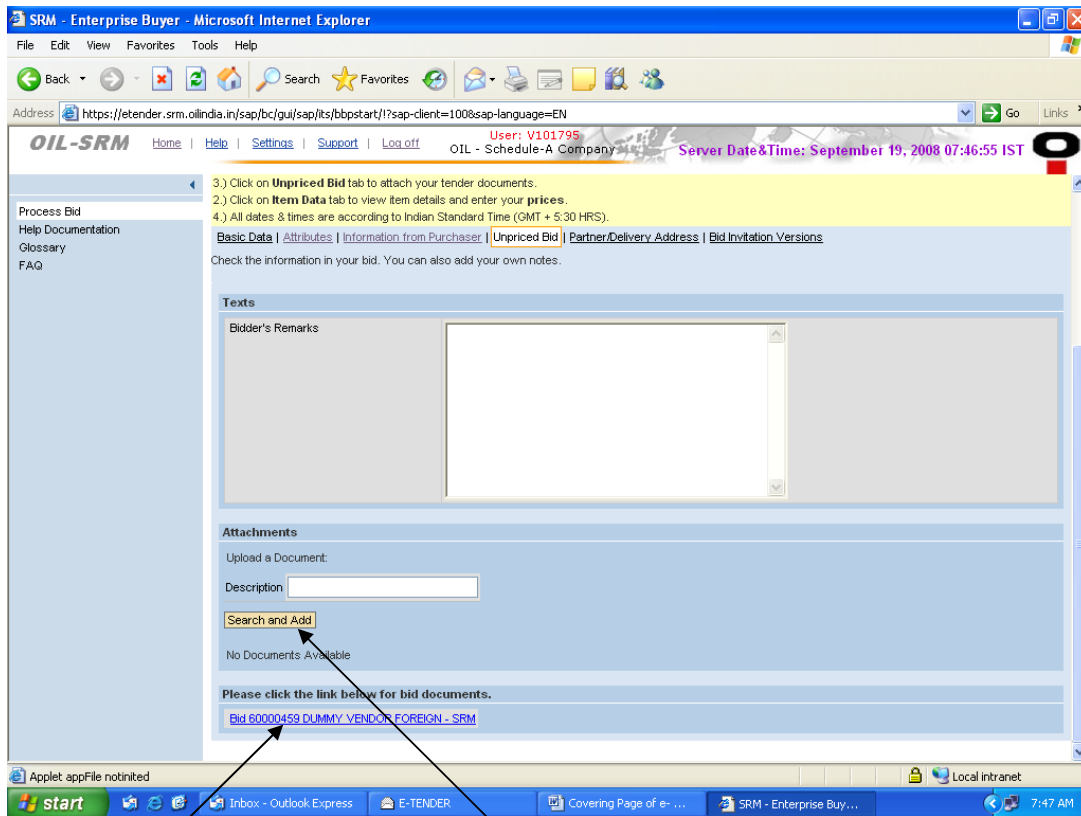 SRM - Enterprise Buyer - Microsoft Internet Explorer
File Edit View Favorites Tools Help
Back Search Favorites
Address https://etender.srm.oilindia.in/sap/bc/gui/sap/its/bbpstart/!?sap-client=100&sap-language=EN Go Links
OIL-SRM Home | Help | Settings | Support | Log off User: V101795
OIL - Schedule-A Company Server Date&Time: September 19, 2008 07:46:55 IST
Process Bid
Help Documentation
Glossary
FAQ
3.) Click on Unpriced Bid tab to attach your tender documents.
2.) Click on Item Data tab to view item details and enter your prices.
4.) All dates & times are according to Indian Standard Time (GMT + 5:30 HRS).
Basic Data | Attributes | Information from Purchaser | Unpriced Bid | Partner/Delivery Address | Bid Invitation Versions
Check the information in your bid. You can also add your own notes.
Texts
Bidder's Remarks
Attachments
Upload a Document:
Description
Search and Add
No Documents Available
Please click the link below for bid documents.
Bid 60000459 DUMMY VENDOR FOREIGN - SRM
Applet appFile notinited Local intranet
start Inbox - Outlook Express E-TENDER Covering Page of e- ... SRM - Enterprise Buy... 7:47 AM